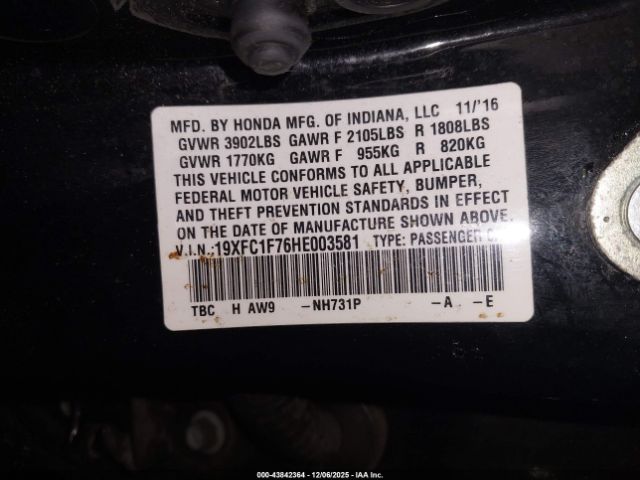 MFD. BY HONDA MFG. OF INDIANA, LLC 11/'16
GVWR 3902LBS GAWR F 2105LBS R 1808LBS
GVWR 1770KG GAWR F 955KG R 820KG
THIS VEHICLE CONFORMS TO ALL APPLICABLE
FEDERAL MOTOR VEHICLE SAFETY, BUMPER,
AND THEFT PREVENTION STANDARDS IN EFFECT
ON THE DATE OF MANUFACTURE SHOWN ABOVE.
V.I.N.:19XFC1F76HE003581 TYPE: PASSENGER
TBC H AW9 -NH731P -A -E
000-43842364 - 12/06/2025 - IAA Inc.